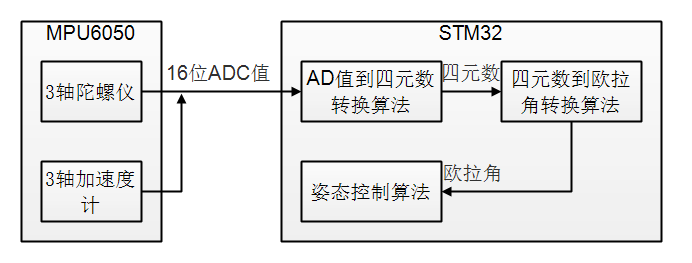 MPU6050
STM32
3轴陀螺仪
16位ADC值
AD值到四元数
转换算法
四元数
四元数到欧拉
角转换算法
3轴加速度
计
姿态控制算法
欧拉角